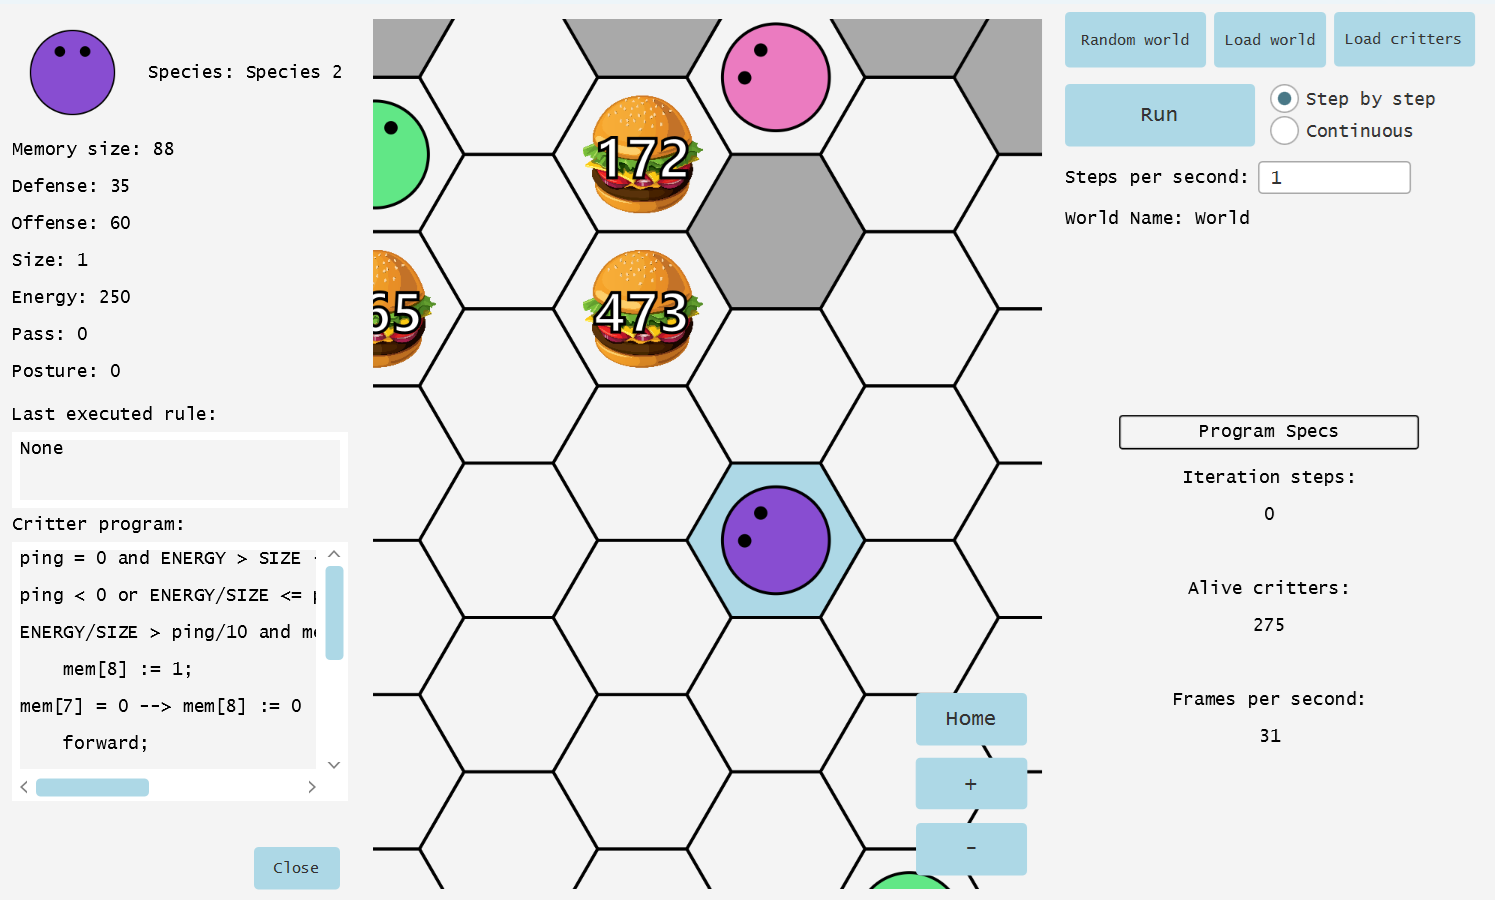 Species: Species 2
Memory size: 88
Defense: 35
Offense: 60
Size: 1
Energy: 250
Pass: 0
Posture: 0
Last executed rule:
None
Critter program:
ping = 0 and ENERGY > SIZE
ping < 0 or ENERGY/SIZE <=
ENERGY/SIZE > ping/10 and
mem[8] := 1;
mem[7] = 0 --> mem[8] := 0
forward;
Close
172
65
473
Home
+
-
Random world
Load world
Load critters
Run
Step by step
Continuous
Steps per second: 1
World Name: World
Program Specs
Iteration steps:
0
Alive critters:
275
Frames per second:
31